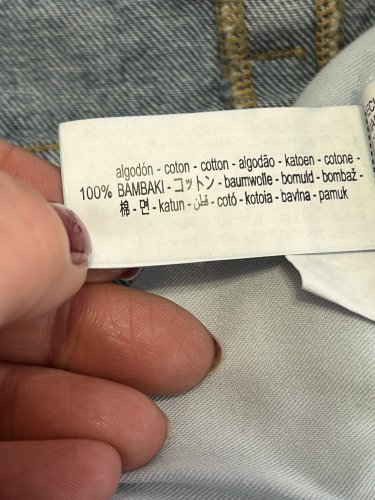 algodón - coton - cotton - algodão - katoen - cotone -
100% BAMBAKI - コットン - baumwolle - bomuld - bombaž -
棉 - 면 - katun - قطن - cotó - kotoia - bavlna - pamuk